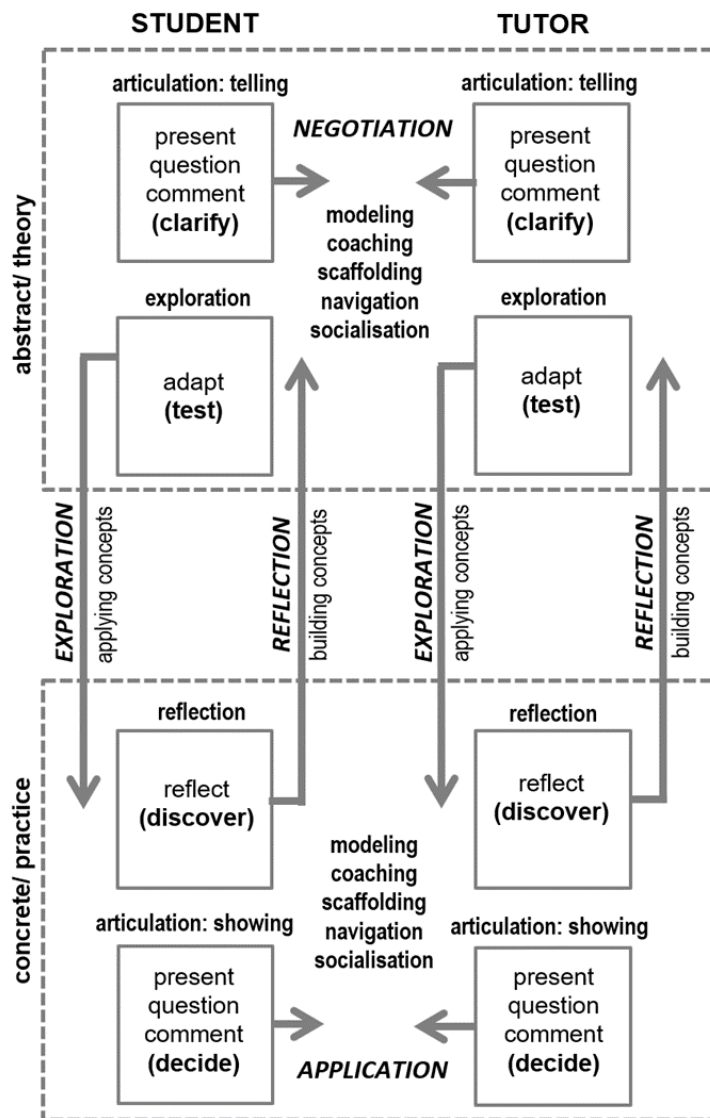 STUDENT
TUTOR
abstract/ theory
articulation: telling
present
question
comment
(clarify)
NEGOTIATION
articulation: telling
present
question
comment
(clarify)
modeling
coaching
scaffolding
navigation
socialisation
exploration
adapt
(test)
exploration
adapt
(test)
EXPLORATION
applying concepts
REFLECTION
building concepts
EXPLORATION
applying concepts
REFLECTION
building concepts
concrete/ practice
reflection
reflect
(discover)
reflection
reflect
(discover)
modeling
coaching
scaffolding
navigation
socialisation
articulation: showing
present
question
comment
(decide)
articulation: showing
present
question
comment
(decide)
APPLICATION